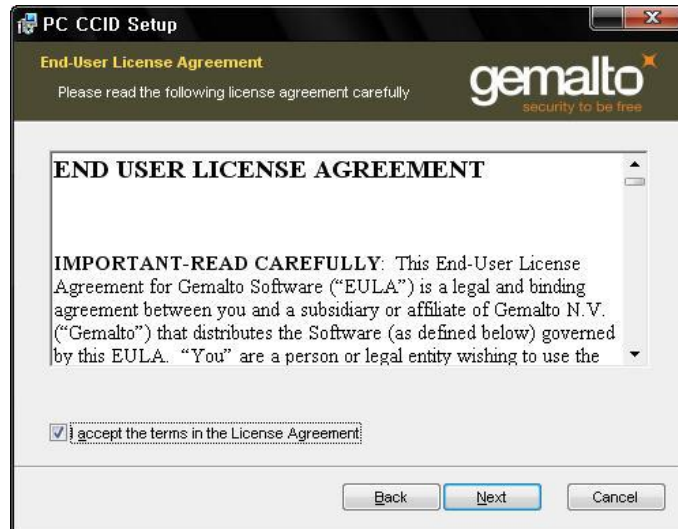 PC CCID Setup
End-User License Agreement
Please read the following license agreement carefully
gemalto
security to be free
END USER LICENSE AGREEMENT
IMPORTANT-READ CAREFULLY: This End-User License
Agreement for Gemalto Software (“EULA”) is a legal and binding
agreement between you and a subsidiary or affiliate of Gemalto N.V.
(“Gemalto”) that distributes the Software (as defined below) governed
by this EULA. “You” are a person or legal entity wishing to use the
I accept the terms in the License Agreement
Back Next Cancel